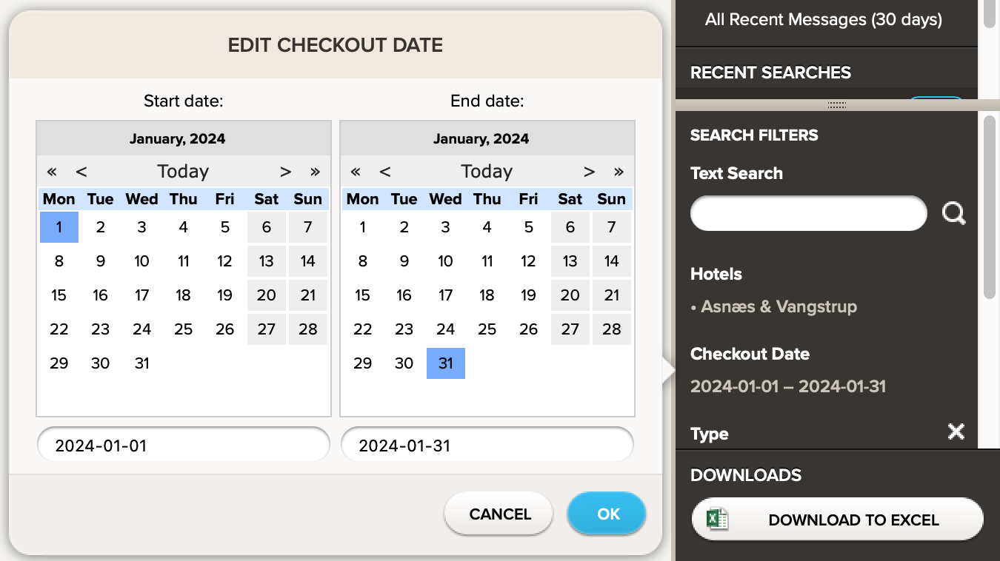 EDIT CHECKOUT DATE
Start date:
January, 2024
« < Today > »
Mon Tue Wed Thu Fri Sat Sun
1 2 3 4 5 6 7
8 9 10 11 12 13 14
15 16 17 18 19 20 21
22 23 24 25 26 27 28
29 30 31
2024-01-01
End date:
January, 2024
« < Today > »
Mon Tue Wed Thu Fri Sat Sun
1 2 3 4 5 6 7
8 9 10 11 12 13 14
15 16 17 18 19 20 21
22 23 24 25 26 27 28
29 30 31
2024-01-31
CANCEL OK
All Recent Messages (30 days)
RECENT SEARCHES
SEARCH FILTERS
Text Search
Hotels
• Asnæs & Vangstrup
Checkout Date
2024-01-01 – 2024-01-31
Type
DOWNLOADS
DOWNLOAD TO EXCEL